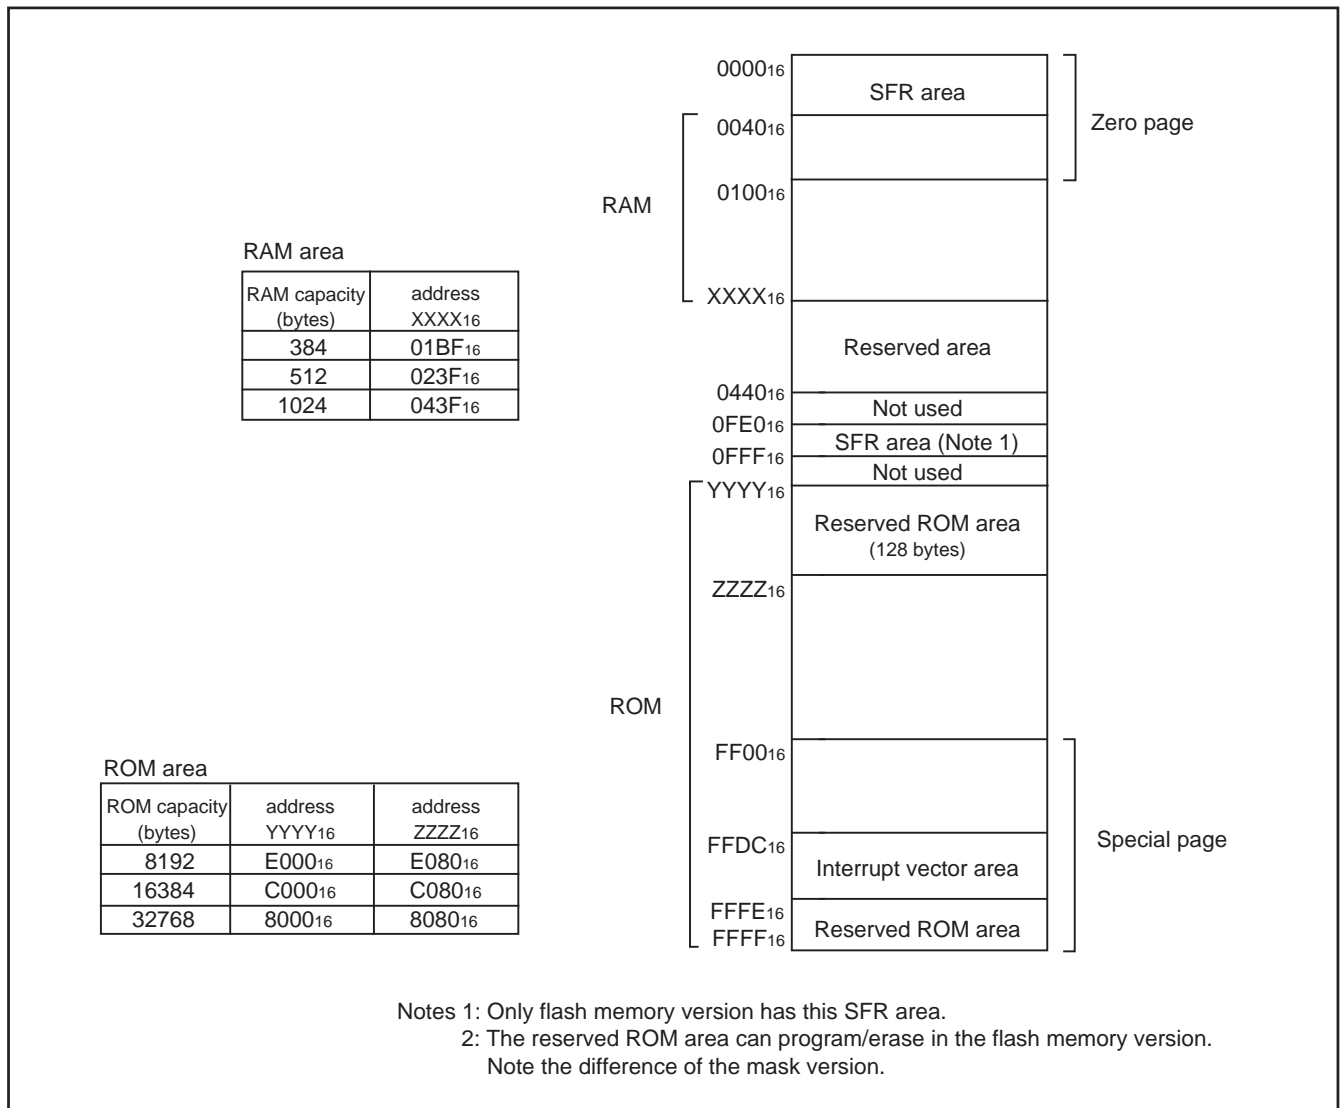 0000₁₆
SFR area
Zero page
0040₁₆
0100₁₆
RAM
RAM area
RAM capacity (bytes) address XXXX₁₆
384 01BF₁₆
512 023F₁₆
1024 043F₁₆
XXXX₁₆
Reserved area
0440₁₆
Not used
0FE0₁₆
SFR area (Note 1)
0FFF₁₆
Not used
YYYY₁₆
Reserved ROM area
(128 bytes)
ZZZZ₁₆
ROM
FF00₁₆
ROM area
ROM capacity (bytes) address YYYY₁₆ address ZZZZ₁₆
8192 E000₁₆ E080₁₆
16384 C000₁₆ C080₁₆
32768 8000₁₆ 8080₁₆
FFDC₁₆
Interrupt vector area
Special page
FFFE₁₆
Reserved ROM area
FFFF₁₆
Notes 1: Only flash memory version has this SFR area.
2: The reserved ROM area can program/erase in the flash memory version.
Note the difference of the mask version.